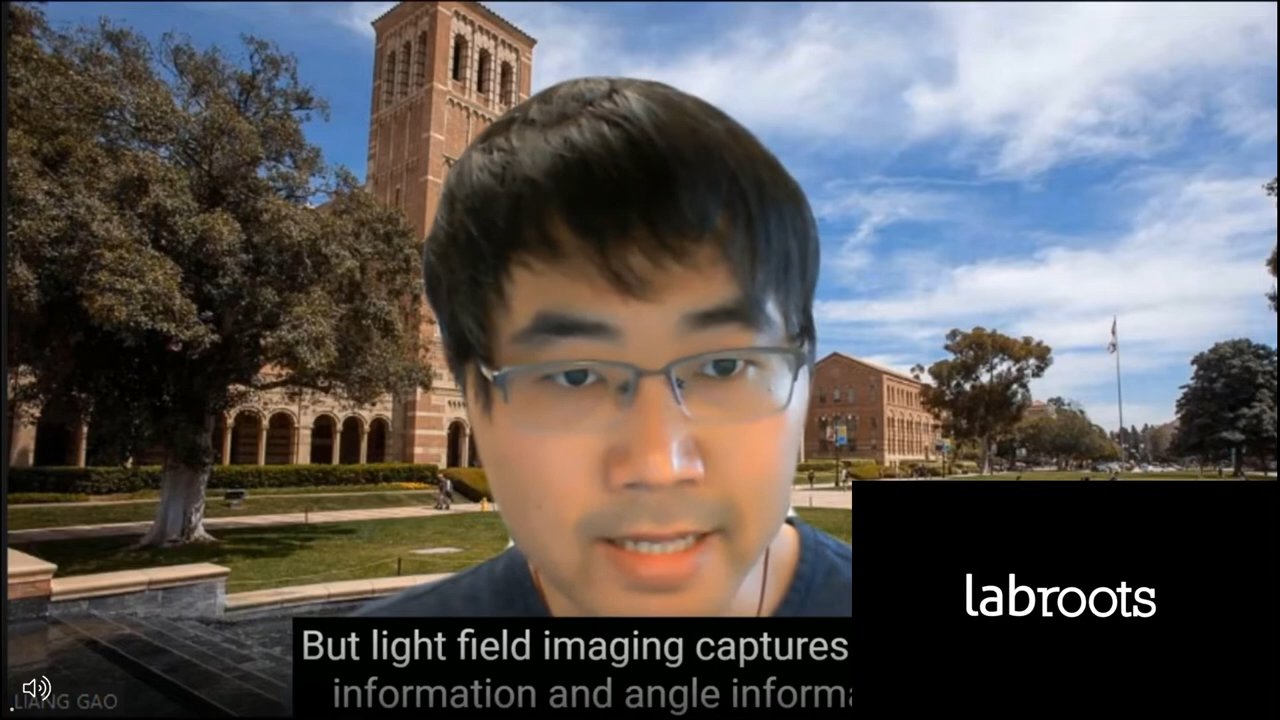 labroots
But light field imaging captures
information and angle informa
LIANG GAO